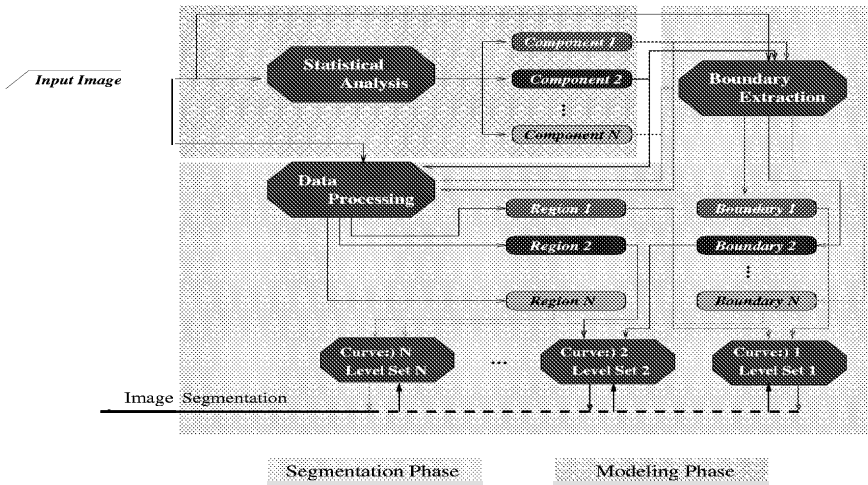 Input Image
Statistical
Analysis
Component 1
Component 2
Component N
Boundary
Extraction
Data
Processing
Region 1
Boundary 1
Region 2
Boundary 2
Region N
Boundary N
Curve:) N
Level Set N
...
Curve:) 2
Level Set 2
Curve:) 1
Level Set 1
Image Segmentation
Segmentation Phase
Modeling Phase